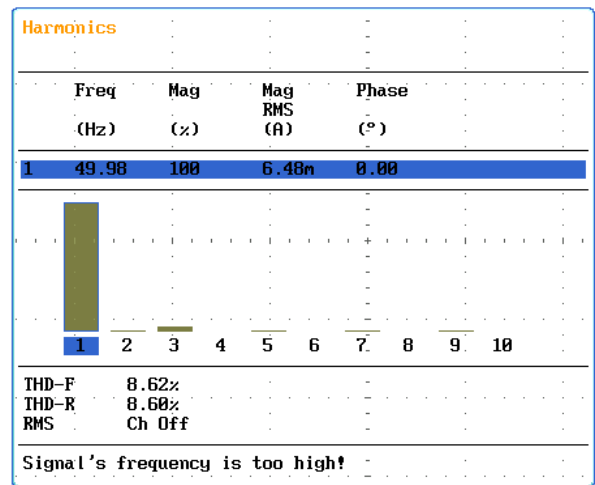 Harmonics
Freq Mag Mag Phase
RMS
(Hz) (%) (A) (º)
1 49.98 100 6.48m 0.00
1 2 3 4 5 6 7 8 9 10
THD-F 8.62%
THD-R 8.60%
RMS Ch Off
Signal's frequency is too high!